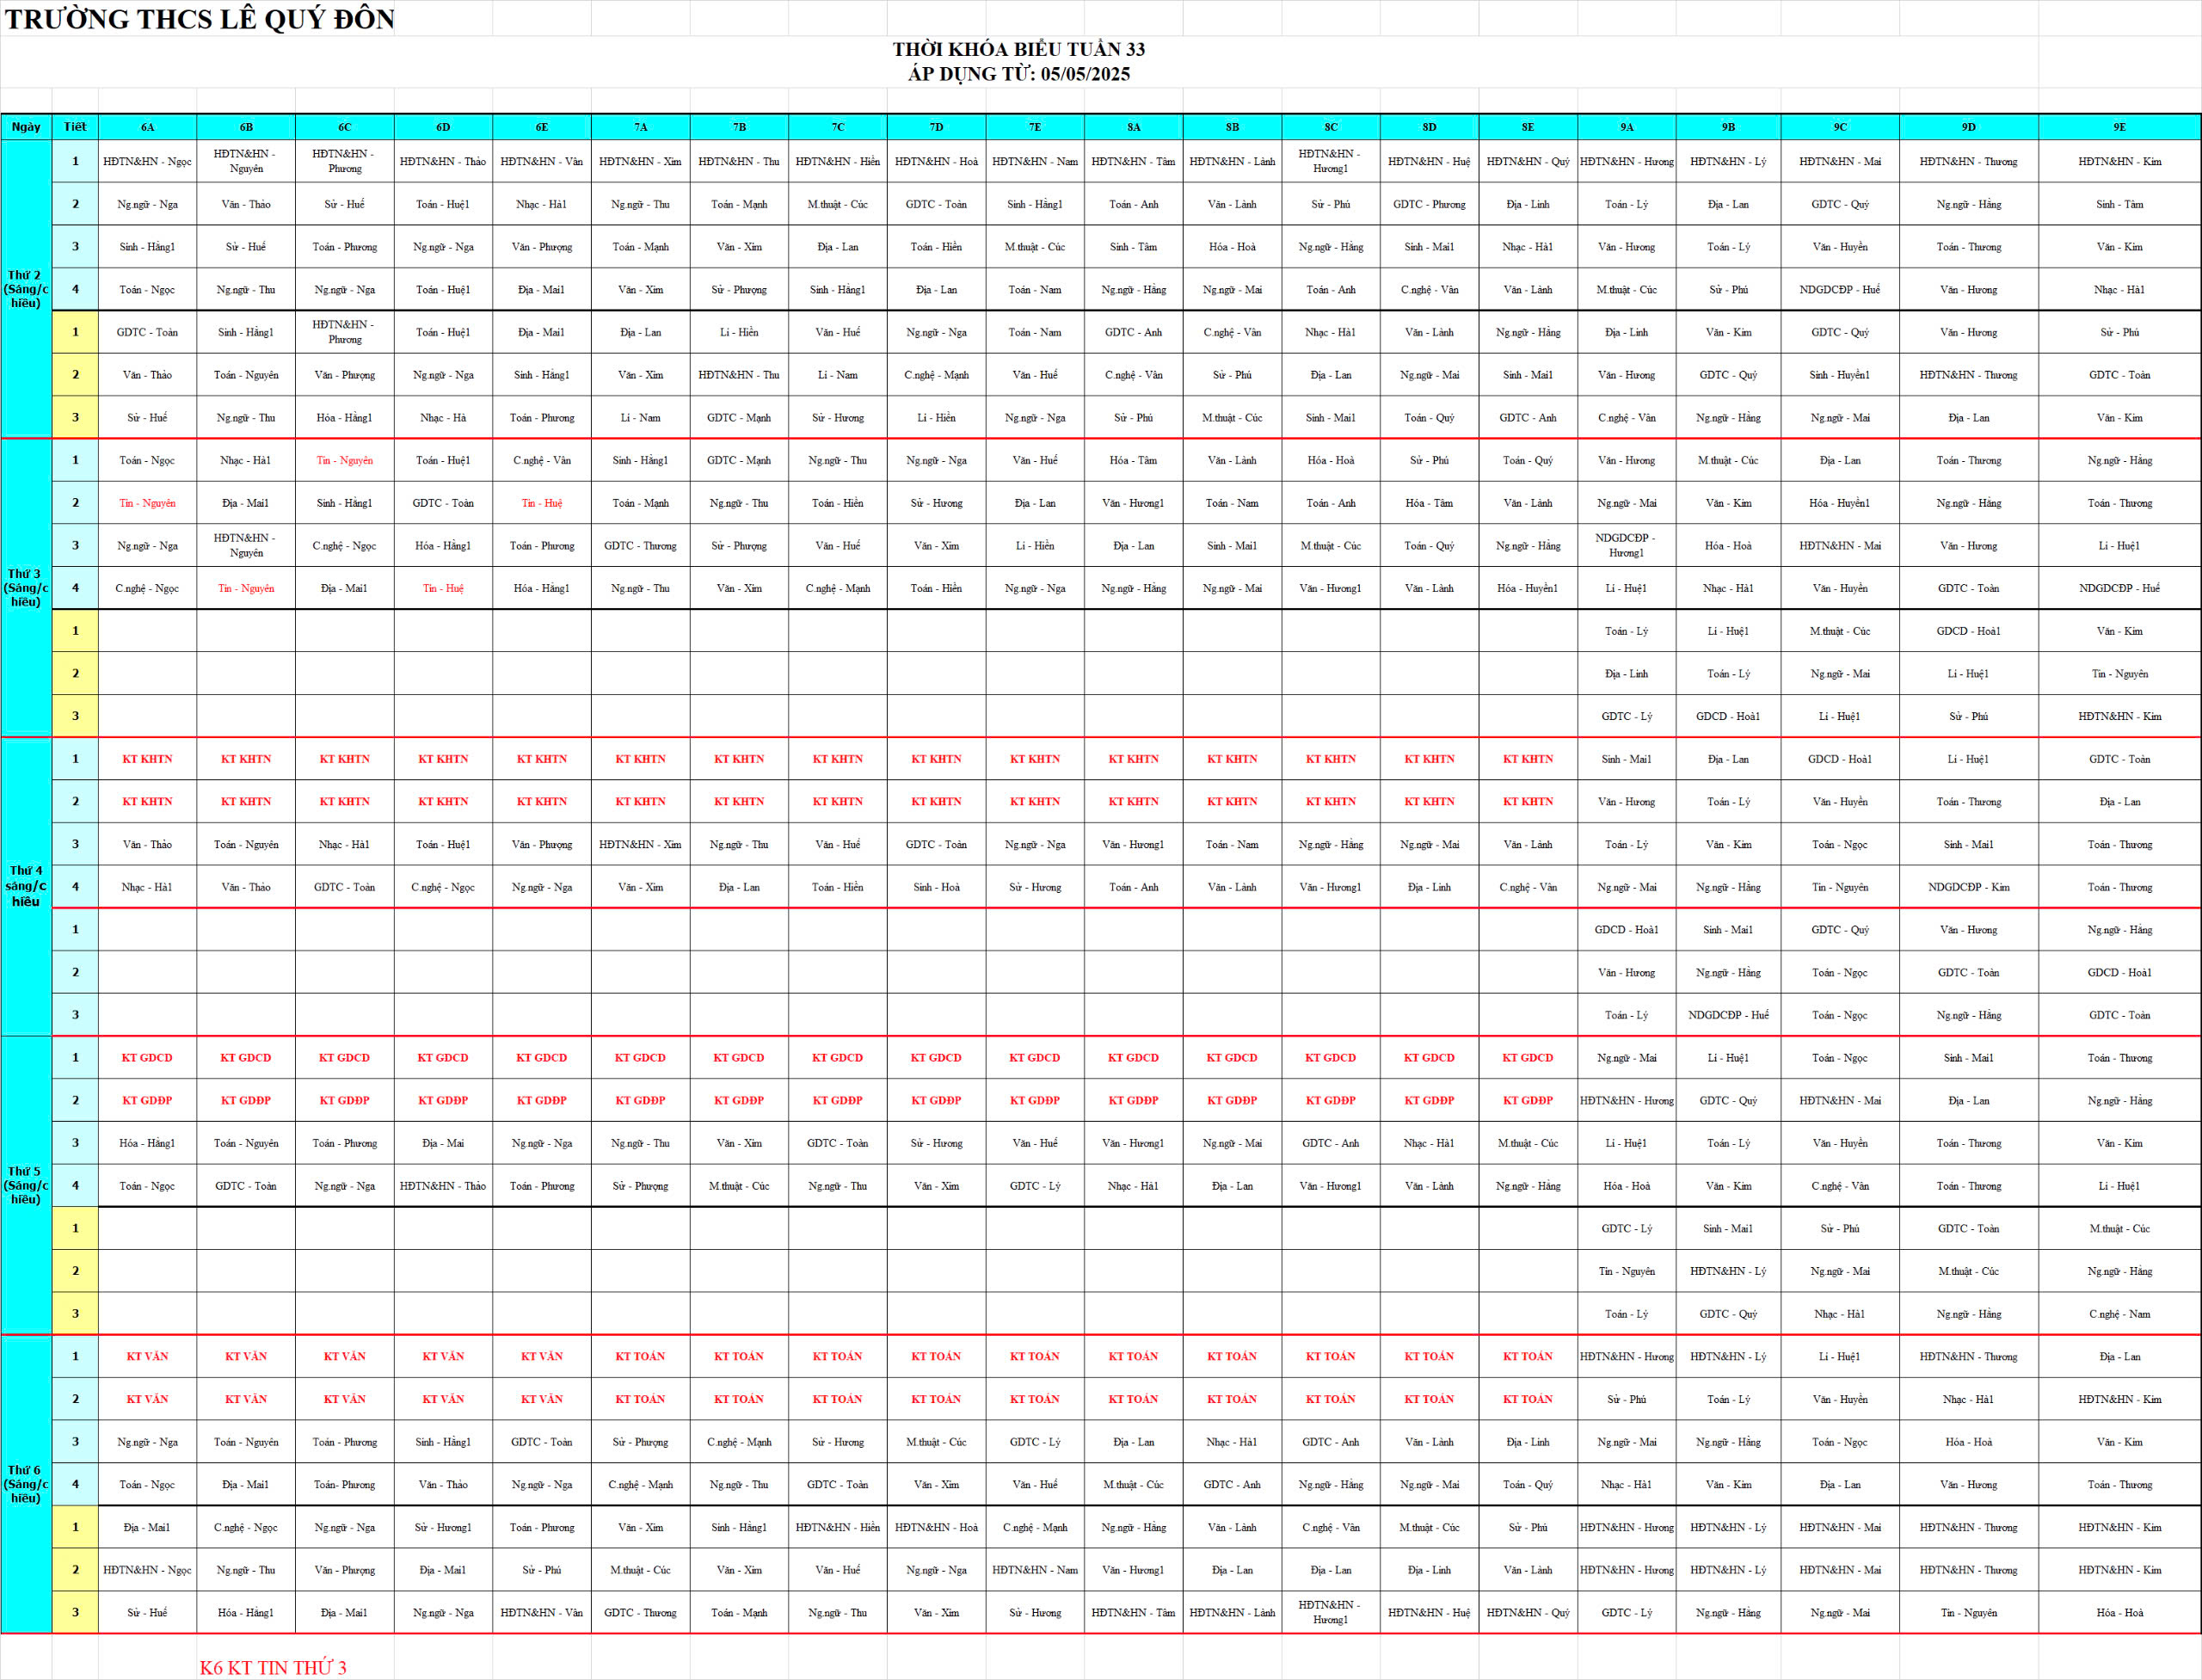 TRƯỜNG THCS LÊ QUÝ ĐÔN
THỜI KHÓA BIỂU TUẦN 33
ÁP DỤNG TỪ: 05/05/2025
Ngày Tiết 6A 6B 6C 6D 6E 7A 7B 7C 7D 7E 8A 8B 8C 8D 8E 9A 9B 9C 9D 9E
Thứ 2 (Sáng/chiều)
1 HĐTN&HN - Ngọc HĐTN&HN - Nguyên HĐTN&HN - Phương HĐTN&HN - Thảo HĐTN&HN - Vân HĐTN&HN - Xim HĐTN&HN - Thu HĐTN&HN - Hiền HĐTN&HN - Hoà HĐTN&HN - Nam HĐTN&HN - Tâm HĐTN&HN - Lành HĐTN&HN - Hương1 HĐTN&HN - Huệ HĐTN&HN - Quý HĐTN&HN - Hương HĐTN&HN - Lý HĐTN&HN - Mai HĐTN&HN - Thương HĐTN&HN - Kim
2 Ng.ngữ - Nga Văn - Thảo Sử - Huế Toán - Huệ1 Nhạc - Hà1 Ng.ngữ - Thu Toán - Mạnh M.thuật - Cúc GDTC - Toàn Sinh - Hằng1 Toán - Anh Văn - Lành Sử - Phú GDTC - Phương Địa - Linh Toán - Lý Địa - Lan GDTC - Quý Ng.ngữ - Hằng Sinh - Tâm
3 Sinh - Hằng1 Sử - Huế Toán - Phương Ng.ngữ - Nga Văn - Phượng Toán - Mạnh Văn - Xim Địa - Lan Toán - Hiền M.thuật - Cúc Sinh - Tâm Hóa - Hoà Ng.ngữ - Hằng Sinh - Mai1 Nhạc - Hà1 Văn - Hương Toán - Lý Văn - Huyền Toán - Thương Văn - Kim
4 Toán - Ngọc Ng.ngữ - Thu Ng.ngữ - Nga Toán - Huệ1 Địa - Mai1 Văn - Xim Sử - Phượng Sinh - Hằng1 Địa - Lan Toán - Nam Ng.ngữ - Hằng Ng.ngữ - Mai Toán - Anh C.nghệ - Vân Văn - Lành M.thuật - Cúc Sử - Phú NDGDCĐP - Huế Văn - Hương Nhạc - Hà1
1 GDTC - Toàn Sinh - Hằng1 HĐTN&HN - Phương Toán - Huệ1 Địa - Mai1 Địa - Lan Lí - Hiền Văn - Huế Ng.ngữ - Nga Toán - Nam GDTC - Anh C.nghệ - Vân Nhạc - Hà1 Văn - Lành Ng.ngữ - Hằng Địa - Linh Văn - Kim GDTC - Quý Văn - Hương Sử - Phú
2 Văn - Thảo Toán - Nguyên Văn - Phượng Ng.ngữ - Nga Sinh - Hằng1 Văn - Xim HĐTN&HN - Thu Lí - Nam C.nghệ - Mạnh Văn - Huế C.nghệ - Vân Sử - Phú Địa - Lan Ng.ngữ - Mai Sinh - Mai1 Văn - Hương GDTC - Quý Sinh - Huyền1 HĐTN&HN - Thương GDTC - Toàn
3 Sử - Huế Ng.ngữ - Thu Hóa - Hằng1 Nhạc - Hà Toán - Phương Lí - Nam GDTC - Mạnh Sử - Hương Lí - Hiền Ng.ngữ - Nga Sử - Phú M.thuật - Cúc Sinh - Mai1 Toán - Quý GDTC - Anh C.nghệ - Vân Ng.ngữ - Hằng Ng.ngữ - Mai Địa - Lan Văn - Kim
Thứ 3 (Sáng/chiều)
1 Toán - Ngọc Nhạc - Hà1 Tin - Nguyên Toán - Huệ1 C.nghệ - Vân Sinh - Hằng1 GDTC - Mạnh Ng.ngữ - Thu Ng.ngữ - Nga Văn - Huế Hóa - Tâm Văn - Lành Hóa - Hoà Sử - Phú Toán - Quý Văn - Hương M.thuật - Cúc Địa - Lan Toán - Thương Ng.ngữ - Hằng
2 Tin - Nguyên Địa - Mai1 Sinh - Hằng1 GDTC - Toàn Tin - Huệ Toán - Mạnh Ng.ngữ - Thu Toán - Hiền Sử - Hương Địa - Lan Văn - Hương1 Toán - Nam Toán - Anh Hóa - Tâm Văn - Lành Ng.ngữ - Mai Văn - Kim Hóa - Huyền1 Ng.ngữ - Hằng Toán - Thương
3 Ng.ngữ - Nga HĐTN&HN - Nguyên C.nghệ - Ngọc Hóa - Hằng1 Toán - Phương GDTC - Thương Sử - Phượng Văn - Huế Văn - Xim Lí - Hiền Địa - Lan Sinh - Mai1 M.thuật - Cúc Toán - Quý Ng.ngữ - Hằng NDGDCĐP - Hương1 Hóa - Hoà HĐTN&HN - Mai Văn - Hương Lí - Huệ1
4 C.nghệ - Ngọc Tin - Nguyên Địa - Mai1 Tin - Huệ Hóa - Hằng1 Ng.ngữ - Thu Văn - Xim C.nghệ - Mạnh Toán - Hiền Ng.ngữ - Nga Ng.ngữ - Hằng Ng.ngữ - Mai Văn - Hương1 Văn - Lành Hóa - Huyền1 Lí - Huệ1 Nhạc - Hà1 Văn - Huyền GDTC - Toàn NDGDCĐP - Huế
1 Toán - Lý Lí - Huệ1 M.thuật - Cúc GDCD - Hoà1 Văn - Kim
2 Địa - Linh Toán - Lý Ng.ngữ - Mai Lí - Huệ1 Tin - Nguyên
3 GDTC - Lý GDCD - Hoà1 Lí - Huệ1 Sử - Phú HĐTN&HN - Kim
Thứ 4 sáng/chiều
1 KT KHTN KT KHTN KT KHTN KT KHTN KT KHTN KT KHTN KT KHTN KT KHTN KT KHTN KT KHTN KT KHTN KT KHTN KT KHTN KT KHTN KT KHTN Sinh - Mai1 Địa - Lan GDCD - Hoà1 Lí - Huệ1 GDTC - Toàn
2 KT KHTN KT KHTN KT KHTN KT KHTN KT KHTN KT KHTN KT KHTN KT KHTN KT KHTN KT KHTN KT KHTN KT KHTN KT KHTN KT KHTN KT KHTN Văn - Hương Toán - Lý Văn - Huyền Toán - Thương Địa - Lan
3 Văn - Thảo Toán - Nguyên Nhạc - Hà1 Toán - Huệ1 Văn - Phượng HĐTN&HN - Xim Ng.ngữ - Thu Văn - Huế GDTC - Toàn Ng.ngữ - Nga Văn - Hương1 Toán - Nam Ng.ngữ - Hằng Ng.ngữ - Mai Văn - Lành Toán - Lý Văn - Kim Toán - Ngọc Sinh - Mai1 Toán - Thương
4 Nhạc - Hà1 Văn - Thảo GDTC - Toàn C.nghệ - Ngọc Ng.ngữ - Nga Văn - Xim Địa - Lan Toán - Hiền Sinh - Hoà Sử - Hương Toán - Anh Văn - Lành Văn - Hương1 Địa - Linh C.nghệ - Vân Ng.ngữ - Mai Ng.ngữ - Hằng Tin - Nguyên NDGDCĐP - Kim Toán - Thương
1 GDCD - Hoà1 Sinh - Mai1 GDTC - Quý Văn - Hương Ng.ngữ - Hằng
2 Văn - Hương Ng.ngữ - Hằng Toán - Ngọc GDTC - Toàn GDCD - Hoà1
3 Toán - Lý NDGDCĐP - Huế Toán - Ngọc Ng.ngữ - Hằng GDTC - Toàn
Thứ 5 (Sáng/chiều)
1 KT GDCD KT GDCD KT GDCD KT GDCD KT GDCD KT GDCD KT GDCD KT GDCD KT GDCD KT GDCD KT GDCD KT GDCD KT GDCD KT GDCD KT GDCD Ng.ngữ - Mai Lí - Huệ1 Toán - Ngọc Sinh - Mai1 Toán - Thương
2 KT GDĐP KT GDĐP KT GDĐP KT GDĐP KT GDĐP KT GDĐP KT GDĐP KT GDĐP KT GDĐP KT GDĐP KT GDĐP KT GDĐP KT GDĐP KT GDĐP KT GDĐP HĐTN&HN - Hương GDTC - Quý HĐTN&HN - Mai Địa - Lan Ng.ngữ - Hằng
3 Hóa - Hằng1 Toán - Nguyên Toán - Phương Địa - Mai Ng.ngữ - Nga Ng.ngữ - Thu Văn - Xim GDTC - Toàn Sử - Hương Văn - Huế Văn - Hương1 Ng.ngữ - Mai GDTC - Anh Nhạc - Hà1 M.thuật - Cúc Lí - Huệ1 Toán - Lý Văn - Huyền Toán - Thương Văn - Kim
4 Toán - Ngọc GDTC - Toàn Ng.ngữ - Nga HĐTN&HN - Thảo Toán - Phương Sử - Phượng M.thuật - Cúc Ng.ngữ - Thu Văn - Xim GDTC - Lý Nhạc - Hà1 Địa - Lan Văn - Hương1 Văn - Lành Ng.ngữ - Hằng Hóa - Hoà Văn - Kim C.nghệ - Vân Toán - Thương Lí - Huệ1
1 GDTC - Lý Sinh - Mai1 Sử - Phú GDTC - Toàn M.thuật - Cúc
2 Tin - Nguyên HĐTN&HN - Lý Ng.ngữ - Mai M.thuật - Cúc Ng.ngữ - Hằng
3 Toán - Lý GDTC - Quý Nhạc - Hà1 Ng.ngữ - Hằng C.nghệ - Nam
Thứ 6 (Sáng/chiều)
1 KT VĂN KT VĂN KT VĂN KT VĂN KT VĂN KT TOÁN KT TOÁN KT TOÁN KT TOÁN KT TOÁN KT TOÁN KT TOÁN KT TOÁN KT TOÁN KT TOÁN HĐTN&HN - Hương HĐTN&HN - Lý Lí - Huệ1 HĐTN&HN - Thương Địa - Lan
2 KT VĂN KT VĂN KT VĂN KT VĂN KT VĂN KT TOÁN KT TOÁN KT TOÁN KT TOÁN KT TOÁN KT TOÁN KT TOÁN KT TOÁN KT TOÁN KT TOÁN Sử - Phú Toán - Lý Văn - Huyền Nhạc - Hà1 HĐTN&HN - Kim
3 Ng.ngữ - Nga Toán - Nguyên Toán - Phương Sinh - Hằng1 GDTC - Toàn Sử - Phượng C.nghệ - Mạnh Sử - Hương M.thuật - Cúc GDTC - Lý Địa - Lan Nhạc - Hà1 GDTC - Anh Văn - Lành Địa - Linh Ng.ngữ - Mai Ng.ngữ - Hằng Toán - Ngọc Hóa - Hoà Văn - Kim
4 Toán - Ngọc Địa - Mai1 Toán- Phương Văn - Thảo Ng.ngữ - Nga C.nghệ - Mạnh Ng.ngữ - Thu GDTC - Toàn Văn - Xim Văn - Huế M.thuật - Cúc GDTC - Anh Ng.ngữ - Hằng Ng.ngữ - Mai Toán - Quý Nhạc - Hà1 Văn - Kim Địa - Lan Văn - Hương Toán - Thương
1 Địa - Mai1 C.nghệ - Ngọc Ng.ngữ - Nga Sử - Hương1 Toán - Phương Văn - Xim Sinh - Hằng1 HĐTN&HN - Hiền HĐTN&HN - Hoà C.nghệ - Mạnh Ng.ngữ - Hằng Văn - Lành C.nghệ - Vân M.thuật - Cúc Sử - Phú HĐTN&HN - Hương HĐTN&HN - Lý HĐTN&HN - Mai HĐTN&HN - Thương HĐTN&HN - Kim
2 HĐTN&HN - Ngọc Ng.ngữ - Thu Văn - Phượng Địa - Mai1 Sử - Phú M.thuật - Cúc Văn - Xim Văn - Huế Ng.ngữ - Nga HĐTN&HN - Nam Văn - Hương1 Địa - Lan Địa - Lan Địa - Linh Văn - Lành HĐTN&HN - Hương HĐTN&HN - Lý HĐTN&HN - Mai HĐTN&HN - Thương HĐTN&HN - Kim
3 Sử - Huế Hóa - Hằng1 Địa - Mai1 Ng.ngữ - Nga HĐTN&HN - Vân GDTC - Thương Toán - Mạnh Ng.ngữ - Thu Văn - Xim Sử - Hương HĐTN&HN - Tâm HĐTN&HN - Lành HĐTN&HN - Hương1 HĐTN&HN - Huệ HĐTN&HN - Quý GDTC - Lý Ng.ngữ - Hằng Ng.ngữ - Mai Tin - Nguyên Hóa - Hoà
K6 KT TIN THỨ 3